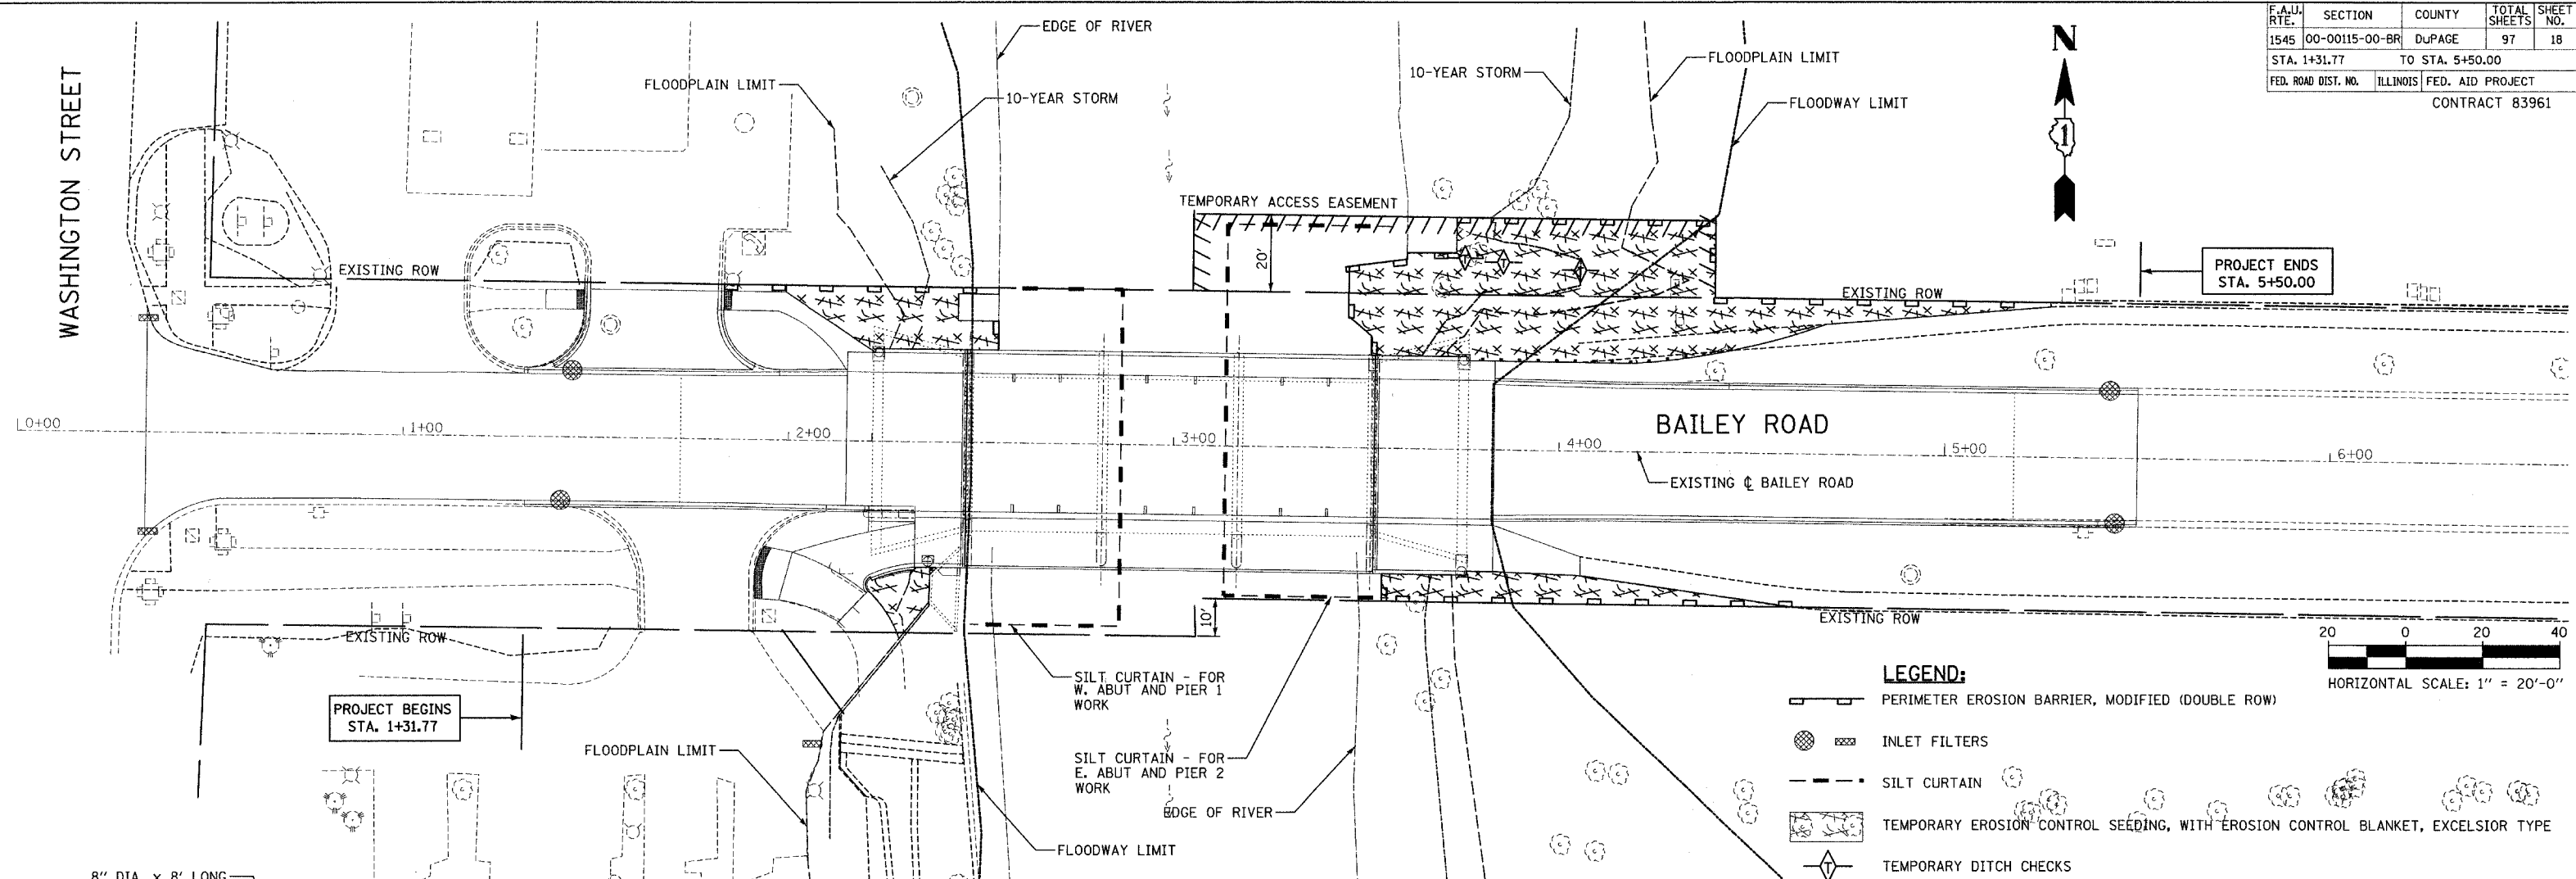 F.A.U. RTE. SECTION COUNTY TOTAL SHEETS SHEET NO.
1545 00-00115-00-BR DuPAGE 97 18
STA. 1+31.77 TO STA. 5+50.00
FED. ROAD DIST. NO. ILLINOIS FED. AID PROJECT
CONTRACT 83961
N
1
WASHINGTON STREET
EDGE OF RIVER
FLOODPLAIN LIMIT
10-YEAR STORM
10-YEAR STORM
FLOODPLAIN LIMIT
FLOODWAY LIMIT
TEMPORARY ACCESS EASEMENT
20'
EXISTING ROW
EXISTING ROW
PROJECT ENDS
STA. 5+50.00
T
T
T
0+00
1+00
2+00
3+00
4+00
5+00
6+00
BAILEY ROAD
EXISTING ℄ BAILEY ROAD
10'
EXISTING ROW
EXISTING ROW
PROJECT BEGINS
STA. 1+31.77
SILT CURTAIN - FOR
W. ABUT AND PIER 1
WORK
SILT CURTAIN - FOR
E. ABUT AND PIER 2
WORK
FLOODPLAIN LIMIT
EDGE OF RIVER
FLOODWAY LIMIT
8" DIA. x 8' LONG
20 0 20 40
HORIZONTAL SCALE: 1" = 20'-0"
LEGEND:
PERIMETER EROSION BARRIER, MODIFIED (DOUBLE ROW)
INLET FILTERS
SILT CURTAIN
TEMPORARY EROSION CONTROL SEEDING, WITH EROSION CONTROL BLANKET, EXCELSIOR TYPE
T
TEMPORARY DITCH CHECKS